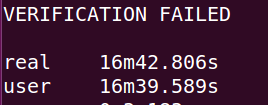 VERIFICATION FAILED
real 16m42.806s
user 16m39.589s